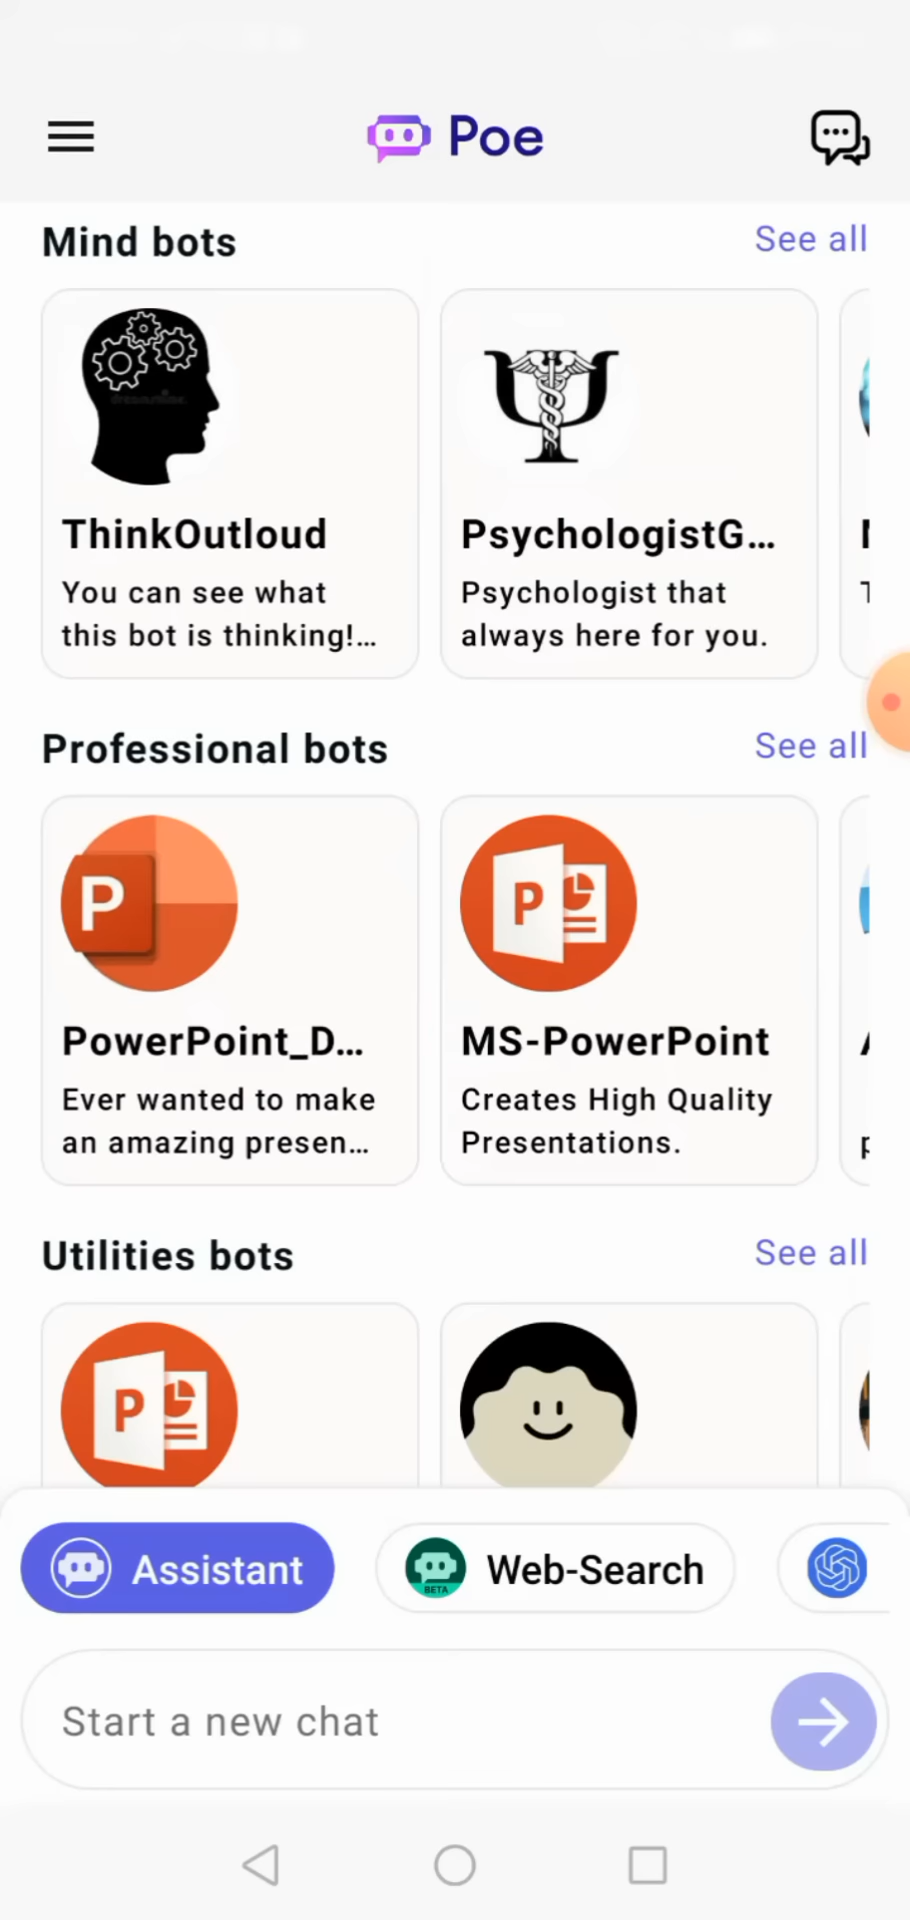 Poe
Mind bots
See all
ThinkOutloud
You can see what
this bot is thinking!...
PsychologistG...
Psychologist that
always here for you.
Professional bots
See all
P
PowerPoint_D...
Ever wanted to make
an amazing presen...
P
MS-PowerPoint
Creates High Quality
Presentations.
Utilities bots
See all
P
Assistant
BETA
Web-Search
Start a new chat